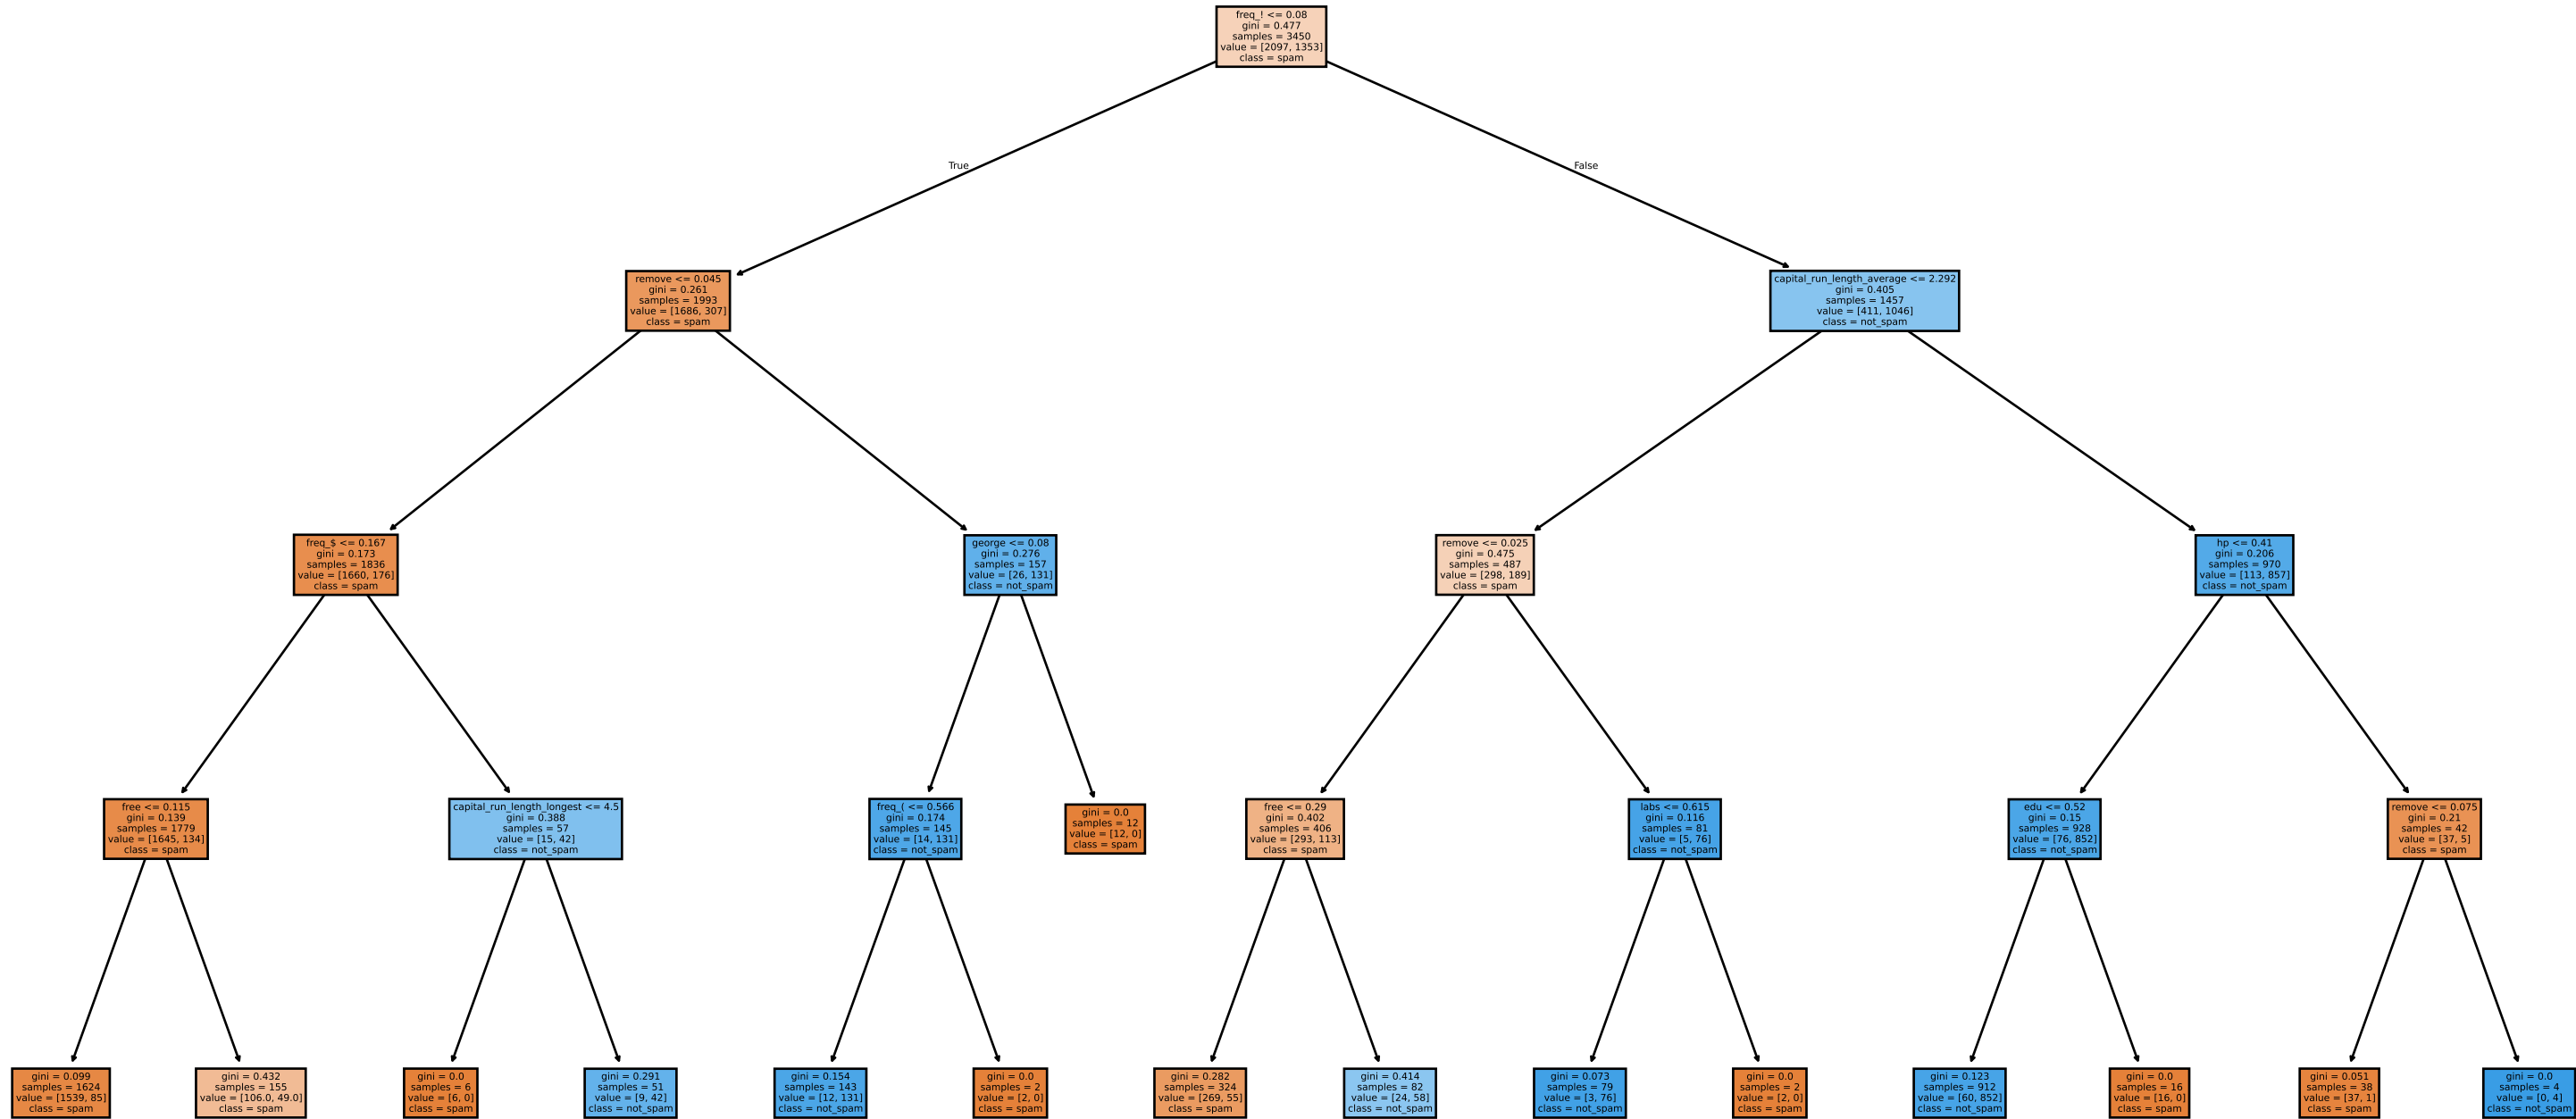 freq_! <= 0.08
gini = 0.477
samples = 3450
value = [2097, 1353]
class = spam
True
False
remove <= 0.045
gini = 0.261
samples = 1993
value = [1686, 307]
class = spam
capital_run_length_average <= 2.292
gini = 0.405
samples = 1457
value = [411, 1046]
class = not_spam
freq_$ <= 0.167
gini = 0.173
samples = 1836
value = [1660, 176]
class = spam
george <= 0.08
gini = 0.276
samples = 157
value = [26, 131]
class = not_spam
remove <= 0.025
gini = 0.475
samples = 487
value = [298, 189]
class = spam
hp <= 0.41
gini = 0.206
samples = 970
value = [113, 857]
class = not_spam
free <= 0.115
gini = 0.139
samples = 1779
value = [1645, 134]
class = spam
capital_run_length_longest <= 4.5
gini = 0.388
samples = 57
value = [15, 42]
class = not_spam
freq_( <= 0.566
gini = 0.174
samples = 145
value = [14, 131]
class = not_spam
gini = 0.0
samples = 12
value = [12, 0]
class = spam
free <= 0.29
gini = 0.402
samples = 406
value = [293, 113]
class = spam
labs <= 0.615
gini = 0.116
samples = 81
value = [5, 76]
class = not_spam
edu <= 0.52
gini = 0.15
samples = 928
value = [76, 852]
class = not_spam
remove <= 0.075
gini = 0.21
samples = 42
value = [37, 5]
class = spam
gini = 0.099
samples = 1624
value = [1539, 85]
class = spam
gini = 0.432
samples = 155
value = [106.0, 49.0]
class = spam
gini = 0.0
samples = 6
value = [6, 0]
class = spam
gini = 0.291
samples = 51
value = [9, 42]
class = not_spam
gini = 0.154
samples = 143
value = [12, 131]
class = not_spam
gini = 0.0
samples = 2
value = [2, 0]
class = spam
gini = 0.282
samples = 324
value = [269, 55]
class = spam
gini = 0.414
samples = 82
value = [24, 58]
class = not_spam
gini = 0.073
samples = 79
value = [3, 76]
class = not_spam
gini = 0.0
samples = 2
value = [2, 0]
class = spam
gini = 0.123
samples = 912
value = [60, 852]
class = not_spam
gini = 0.0
samples = 16
value = [16, 0]
class = spam
gini = 0.051
samples = 38
value = [37, 1]
class = spam
gini = 0.0
samples = 4
value = [0, 4]
class = not_spam